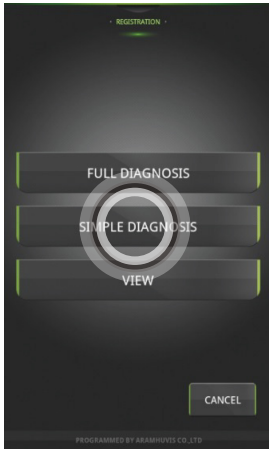 · REGISTRATION ·
FULL DIAGNOSIS
SIMPLE DIAGNOSIS
VIEW
CANCEL
PROGRAMMED BY ARAMHUVIS CO.,LTD